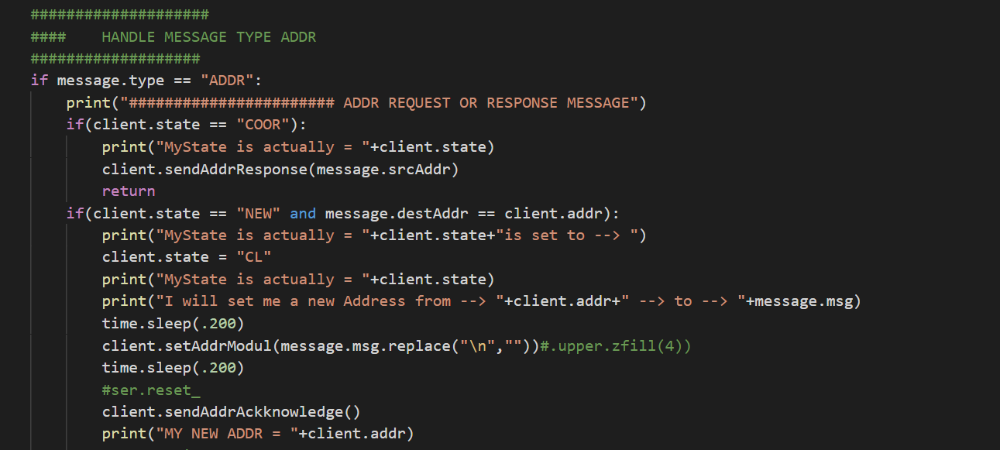 ####################
####    HANDLE MESSAGE TYPE ADDR
###################
if message.type == "ADDR":
    print("####################### ADDR REQUEST OR RESPONSE MESSAGE")
    if(client.state == "COOR"):
        print("MyState is actually = "+client.state)
        client.sendAddrResponse(message.srcAddr)
        return
    if(client.state == "NEW" and message.destAddr == client.addr):
        print("MyState is actually = "+client.state+"is set to --> ")
        client.state = "CL"
        print("MyState is actually = "+client.state)
        print("I will set me a new Address from --> "+client.addr+" --> to --> "+message.msg)
        time.sleep(.200)
        client.setAddrModul(message.msg.replace("\n",""))#.upper.zfill(4))
        time.sleep(.200)
        #ser.reset_
        client.sendAddrAckknowledge()
        print("MY NEW ADDR = "+client.addr)